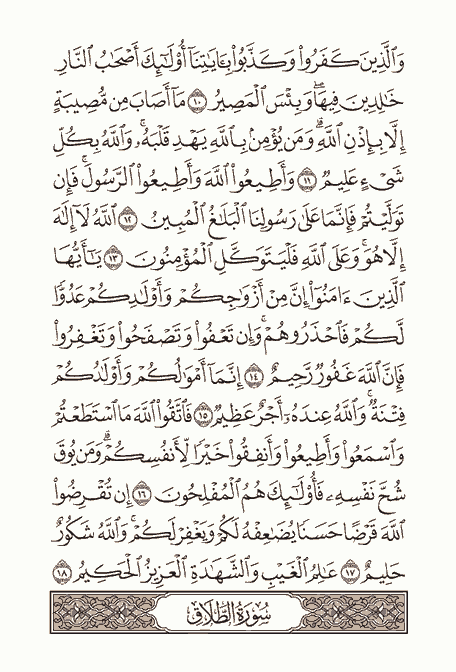 وَٱلَّذِينَ كَفَرُوا۟ وَكَذَّبُوا۟ بِـَٔايَـٰتِنَآ أُو۟لَـٰٓئِكَ أَصْحَـٰبُ ٱلنَّارِ
خَـٰلِدِينَ فِيهَا ۖ وَبِئْسَ ٱلْمَصِيرُ ١٠ مَآ أَصَابَ مِن مُّصِيبَةٍ
إِلَّا بِإِذْنِ ٱللَّهِ ۗ وَمَن يُؤْمِنۢ بِٱللَّهِ يَهْدِ قَلْبَهُۥ ۚ وَٱللَّهُ بِكُلِّ
شَىْءٍ عَلِيمٌ ١١ وَأَطِيعُوا۟ ٱللَّهَ وَأَطِيعُوا۟ ٱلرَّسُولَ ۚ فَإِن
تَوَلَّيْتُمْ فَإِنَّمَا عَلَىٰ رَسُولِنَا ٱلْبَلَـٰغُ ٱلْمُبِينُ ١٢ ٱللَّهُ لَآ إِلَـٰهَ
إِلَّا هُوَ ۚ وَعَلَى ٱللَّهِ فَلْيَتَوَكَّلِ ٱلْمُؤْمِنُونَ ١٣ يَـٰٓأَيُّهَا
ٱلَّذِينَ ءَامَنُوٓا۟ إِنَّ مِنْ أَزْوَٰجِكُمْ وَأَوْلَـٰدِكُمْ عَدُوًّا
لَّكُمْ فَٱحْذَرُوهُمْ ۚ وَإِن تَعْفُوا۟ وَتَصْفَحُوا۟ وَتَغْفِرُوا۟
فَإِنَّ ٱللَّهَ غَفُورٌ رَّحِيمٌ ١٤ إِنَّمَآ أَمْوَٰلُكُمْ وَأَوْلَـٰدُكُمْ
فِتْنَةٌ ۚ وَٱللَّهُ عِندَهُۥٓ أَجْرٌ عَظِيمٌ ١٥ فَٱتَّقُوا۟ ٱللَّهَ مَا ٱسْتَطَعْتُمْ
وَٱسْمَعُوا۟ وَأَطِيعُوا۟ وَأَنفِقُوا۟ خَيْرًا لِّأَنفُسِكُمْ ۗ وَمَن يُوقَ
شُحَّ نَفْسِهِۦ فَأُو۟لَـٰٓئِكَ هُمُ ٱلْمُفْلِحُونَ ١٦ إِن تُقْرِضُوا۟
ٱللَّهَ قَرْضًا حَسَنًا يُضَـٰعِفْهُ لَكُمْ وَيَغْفِرْ لَكُمْ ۚ وَٱللَّهُ شَكُورٌ
حَلِيمٌ ١٧ عَـٰلِمُ ٱلْغَيْبِ وَٱلشَّهَـٰدَةِ ٱلْعَزِيزُ ٱلْحَكِيمُ ١٨
سُورَةُ الطَّلَاقِ